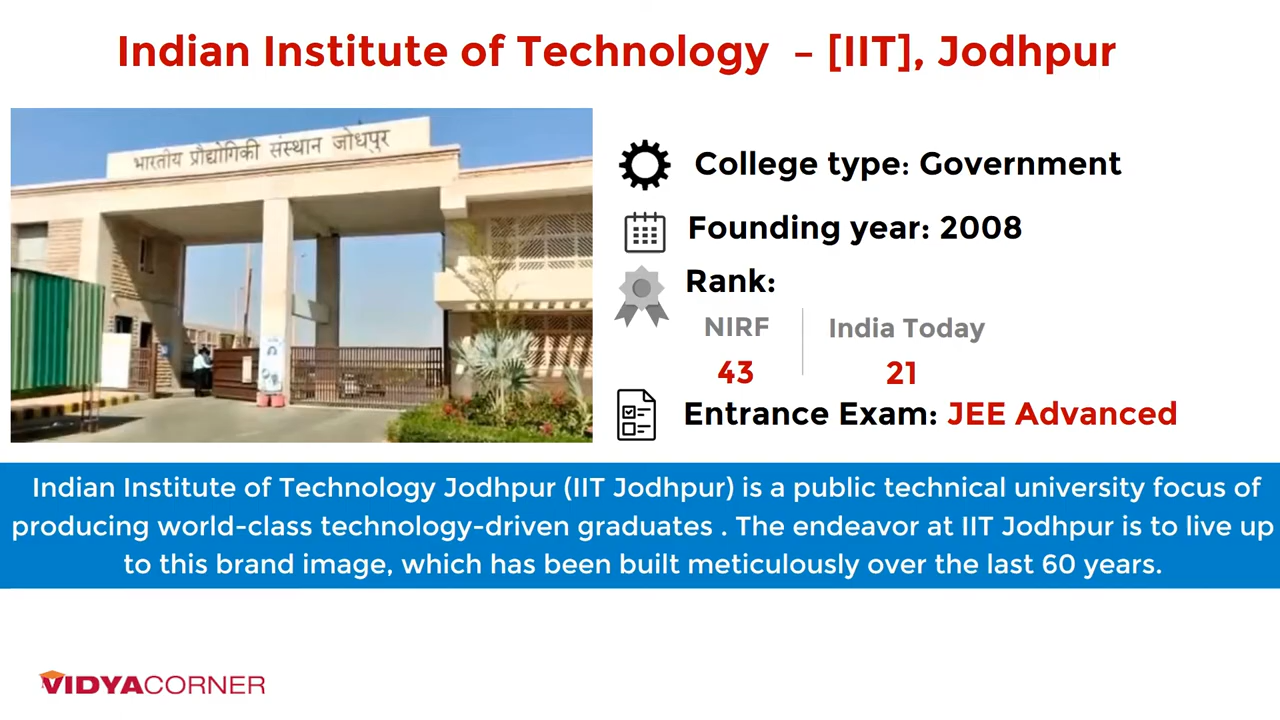 Indian Institute of Technology – [IIT], Jodhpur
भारतीय प्रौद्योगिकी संस्थान जोधपुर
College type: Government
Founding year: 2008
Rank:
NIRF
India Today
43
21
Entrance Exam: JEE Advanced
Indian Institute of Technology Jodhpur (IIT Jodhpur) is a public technical university focus of
producing world-class technology-driven graduates . The endeavor at IIT Jodhpur is to live up
to this brand image, which has been built meticulously over the last 60 years.
VIDYACORNER